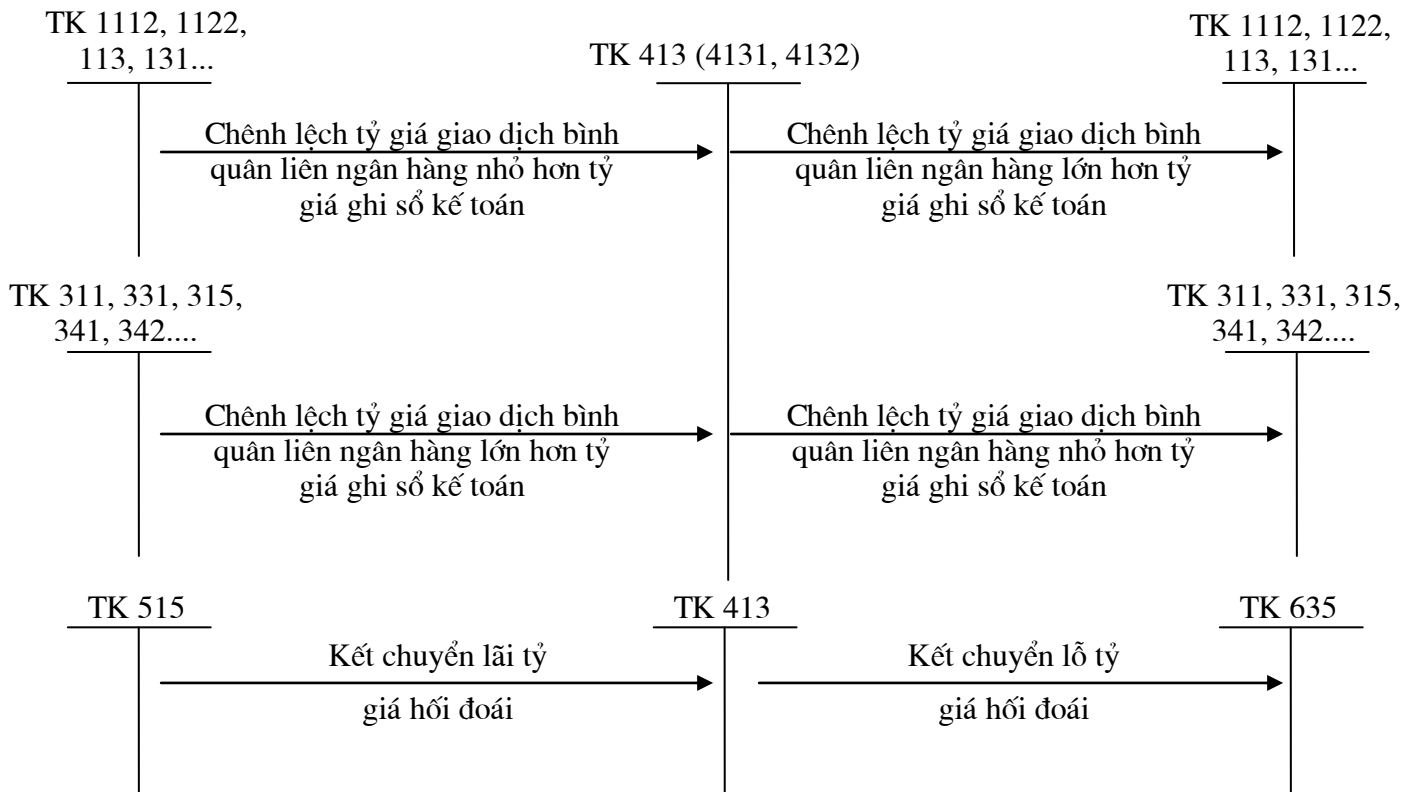 TK 1112, 1122,
113, 131...
TK 413 (4131, 4132)
TK 1112, 1122,
113, 131...
Chênh lệch tỷ giá giao dịch bình
quân liên ngân hàng nhỏ hơn tỷ
giá ghi sổ kế toán
Chênh lệch tỷ giá giao dịch bình
quân liên ngân hàng lớn hơn tỷ
giá ghi sổ kế toán
TK 311, 331, 315,
341, 342....
TK 311, 331, 315,
341, 342....
Chênh lệch tỷ giá giao dịch bình
quân liên ngân hàng lớn hơn tỷ
giá ghi sổ kế toán
Chênh lệch tỷ giá giao dịch bình
quân liên ngân hàng nhỏ hơn tỷ
giá ghi sổ kế toán
TK 515
TK 413
TK 635
Kết chuyển lãi tỷ
giá hối đoái
Kết chuyển lỗ tỷ
giá hối đoái